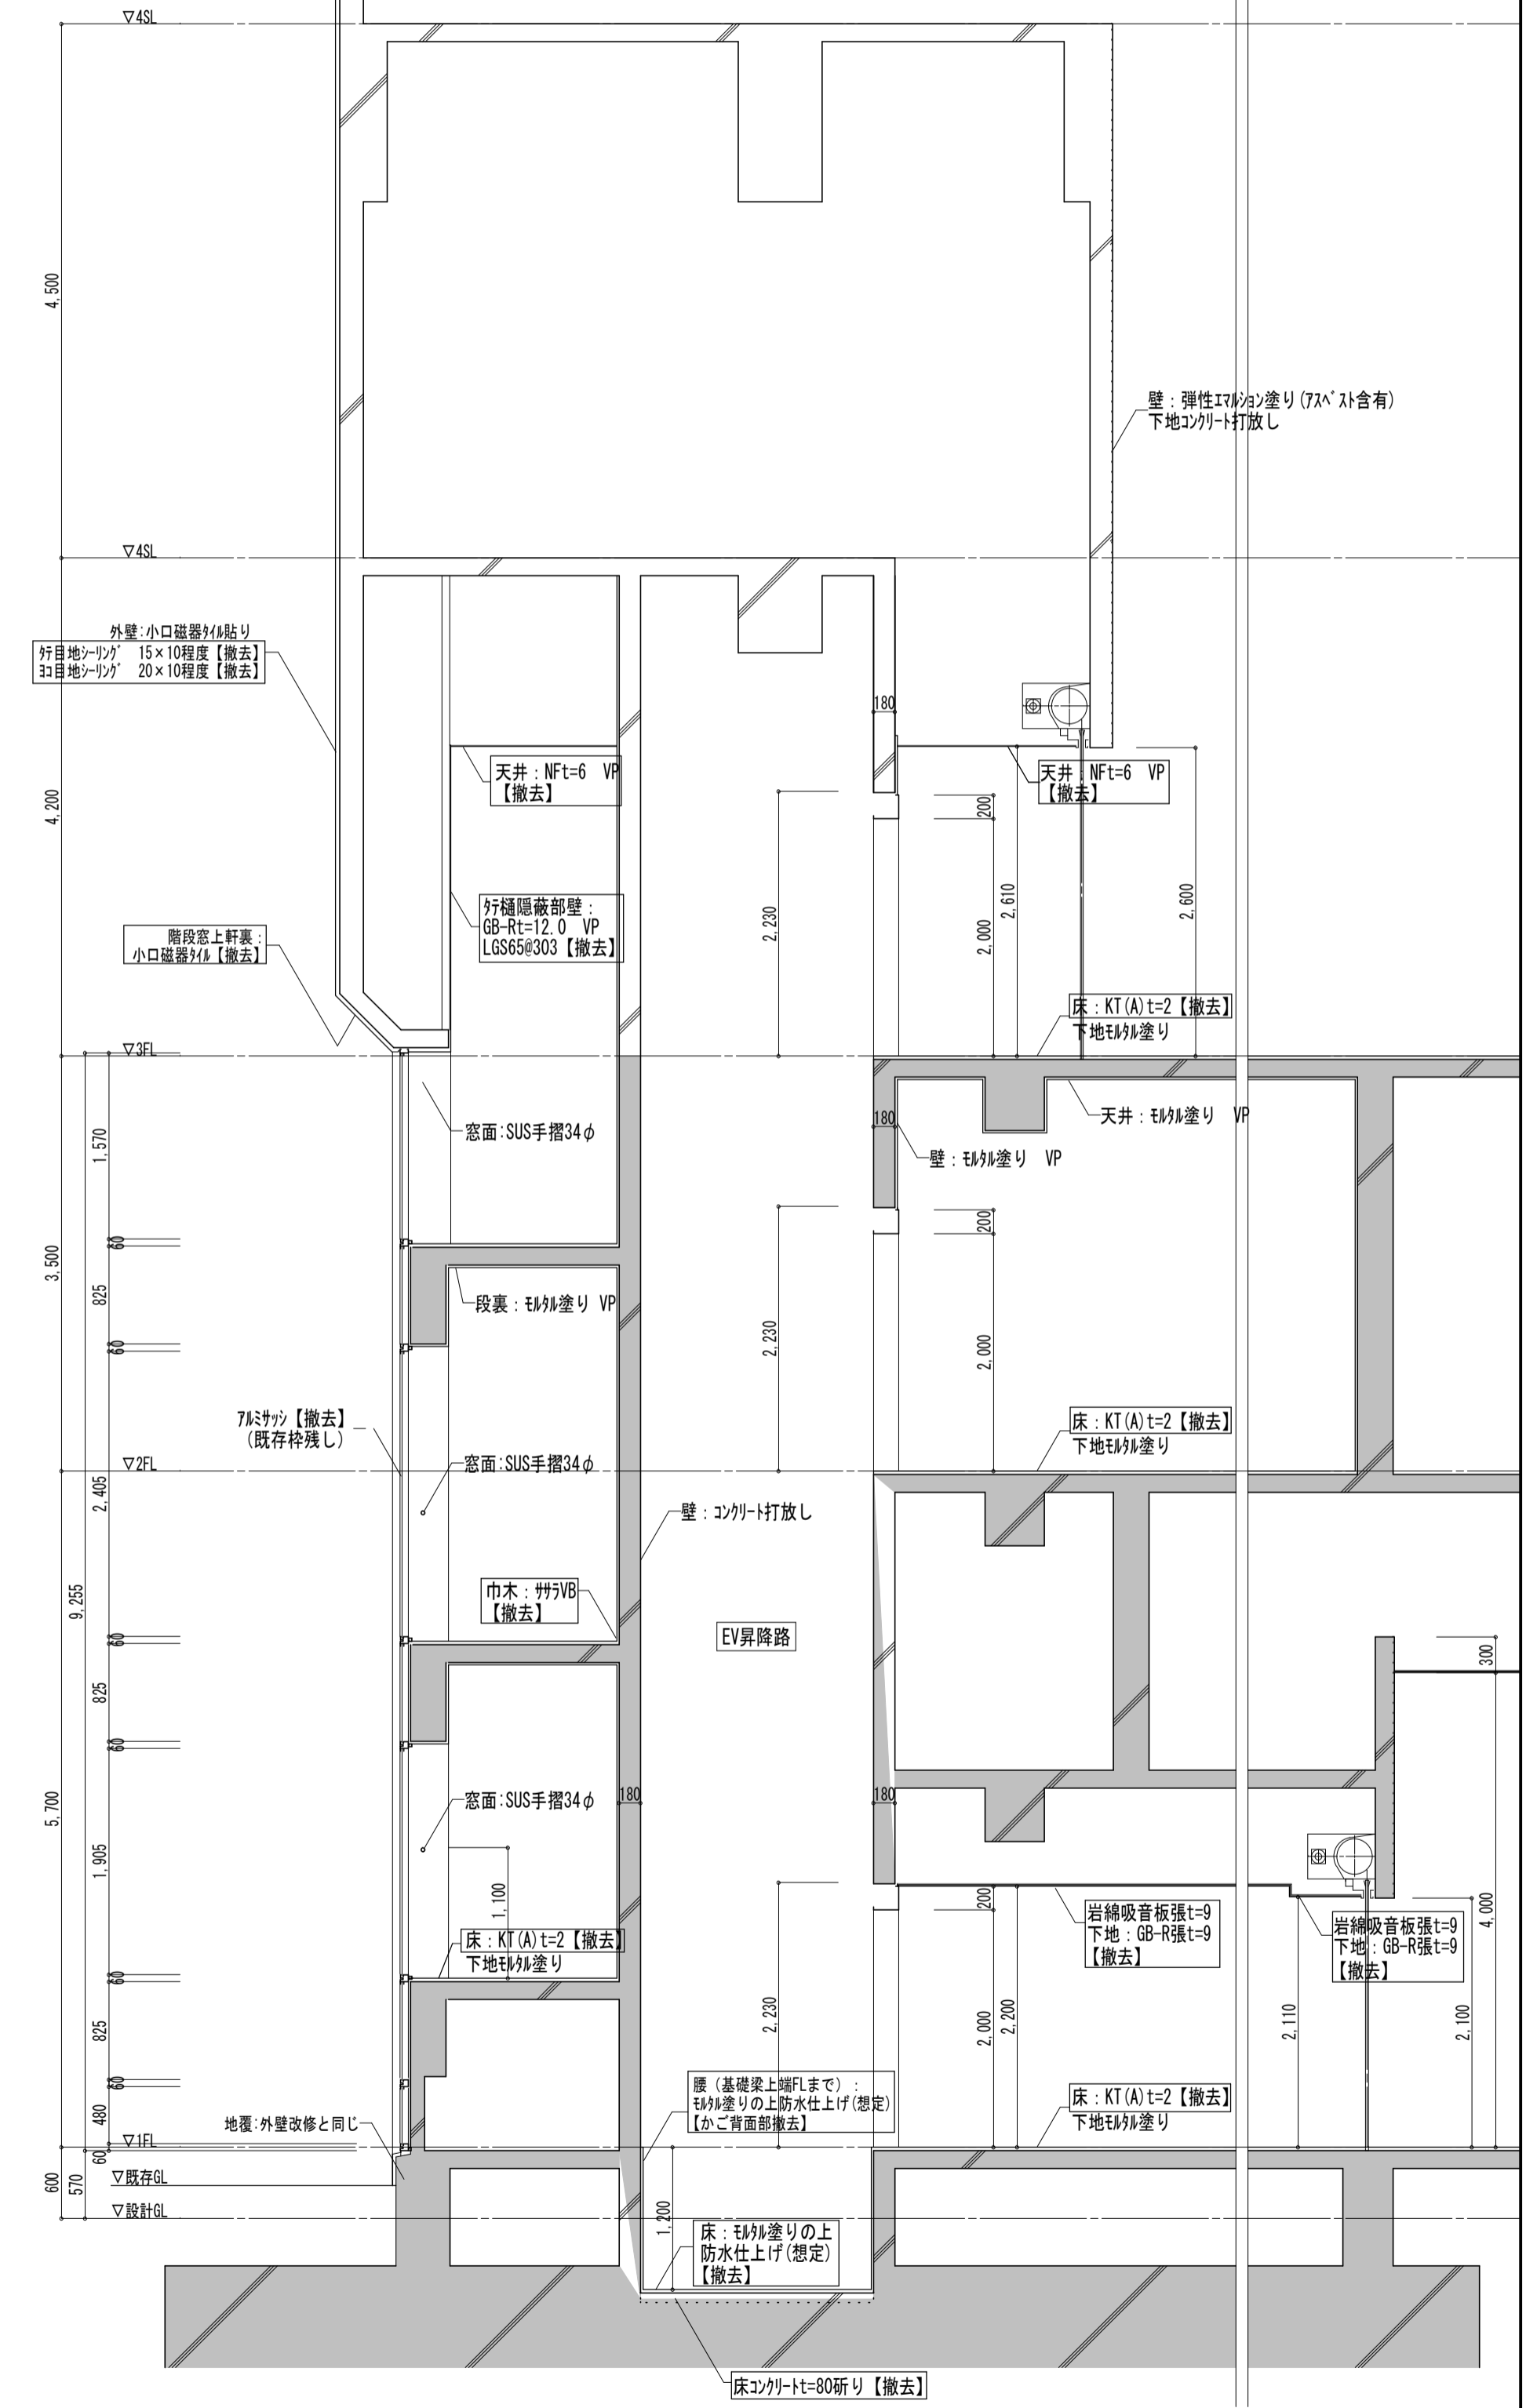 ▽4SL
4,500
壁：弾性ｴﾏﾙｼｮﾝ塗り(ｱｽﾍﾞｽﾄ含有)
下地ｺﾝｸﾘｰﾄ打放し
▽4SL
外壁：小口磁器ﾀｲﾙ貼り
ﾀﾃ目地ｼｰﾘﾝｸﾞ　15×10程度【撤去】
ﾖｺ目地ｼｰﾘﾝｸﾞ　20×10程度【撤去】
180
天井：NFt=6　VP
【撤去】
天井：NFt=6　VP
【撤去】
4,200
200
2,230
2,000
2,610
2,600
ﾀﾃ樋隠蔽部壁：
GB-Rt=12.0　VP
LGS65@303【撤去】
階段窓上軒裏：
小口磁器ﾀｲﾙ【撤去】
床：KT(A)t=2【撤去】
下地ﾓﾙﾀﾙ塗り
▽3FL
窓面：SUS手摺34φ
180
天井：ﾓﾙﾀﾙ塗り　VP
壁：ﾓﾙﾀﾙ塗り　VP
1,570
60
3,500
825
60
200
2,230
2,000
段裏：ﾓﾙﾀﾙ塗り VP
ｱﾙﾐｻｯｼ【撤去】
（既存枠残し）
床：KT(A)t=2【撤去】
下地ﾓﾙﾀﾙ塗り
▽2FL
窓面：SUS手摺34φ
2,405
壁：ｺﾝｸﾘｰﾄ打放し
9,255
巾木：ｻｻﾗVB
【撤去】
EV昇降路
60
825
60
300
5,700
窓面：SUS手摺34φ
180
180
1,905
1,100
200
4,000
岩綿吸音板張t=9
下地：GB-R張t=9
【撤去】
岩綿吸音板張t=9
下地：GB-R張t=9
【撤去】
床：KT(A)t=2【撤去】
下地ﾓﾙﾀﾙ塗り
60
825
60
2,230
2,000
2,200
2,110
2,100
腰（基礎梁上端FLまで）：
ﾓﾙﾀﾙ塗りの上防水仕上げ(想定)
【かご背面部撤去】
床：KT(A)t=2【撤去】
下地ﾓﾙﾀﾙ塗り
480
地覆：外壁改修と同じ
▽1FL
60
600
570
▽既存GL
▽設計GL
1,200
床：ﾓﾙﾀﾙ塗りの上
防水仕上げ(想定)
【撤去】
床ｺﾝｸﾘｰﾄt=80斫り【撤去】